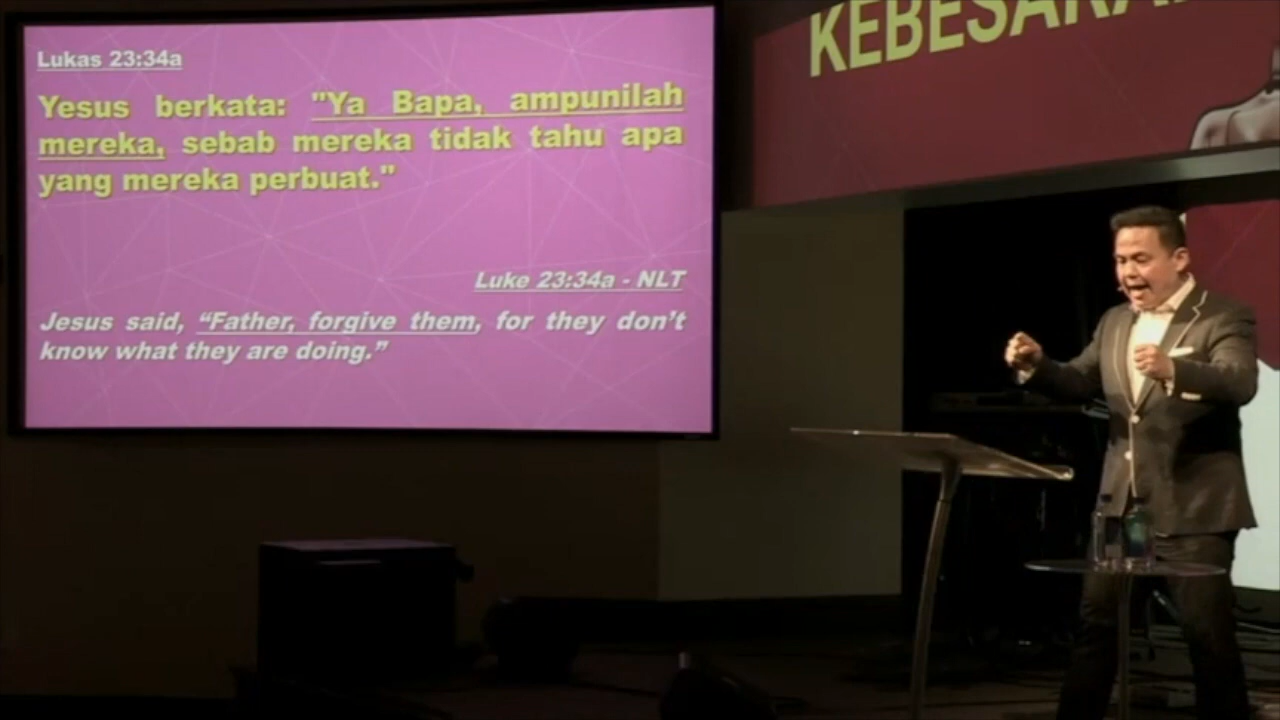 Lukas 23:34a
Yesus berkata: "Ya Bapa, ampunilah
mereka, sebab mereka tidak tahu apa
yang mereka perbuat."
Luke 23:34a - NLT
Jesus said, “Father, forgive them, for they don’t
know what they are doing.”